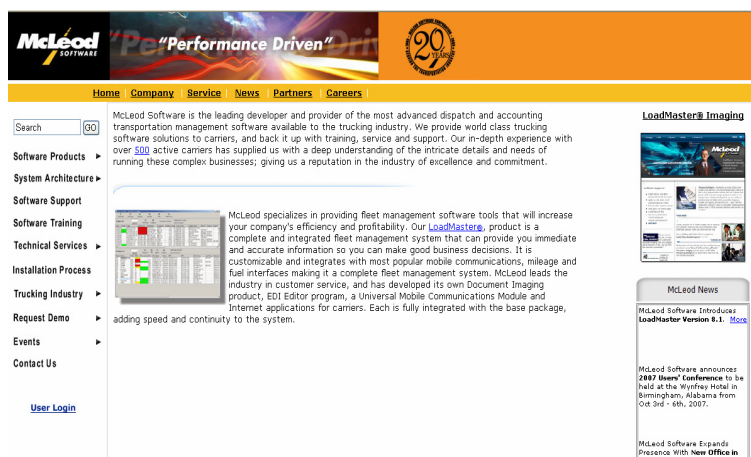 McLeod
SOFTWARE
"Performance Driven"
20
YEARS
Home Company Service News Partners Careers
Search GO
Software Products
System Architecture
Software Support
Software Training
Technical Services
Installation Process
Trucking Industry
Request Demo
Events
Contact Us
User Login
McLeod Software is the leading developer and provider of the most advanced dispatch and accounting
transportation management software available to the trucking industry. We provide world class trucking
software solutions to carriers, and back it up with training, service and support. Our in-depth experience with
over 500 active carriers has supplied us with a deep understanding of the intricate details and needs of
running these complex businesses; giving us a reputation in the industry of excellence and commitment.
McLeod specializes in providing fleet management software tools that will increase
your company's efficiency and profitability. Our LoadMaster®, product is a
complete and integrated fleet management system that can provide you immediate
and accurate information so you can make good business decisions. It is
customizable and integrates with most popular mobile communications, mileage and
fuel interfaces making it a complete fleet management system. McLeod leads the
industry in customer service, and has developed its own Document Imaging
product, EDI Editor program, a Universal Mobile Communications Module and
Internet applications for carriers. Each is fully integrated with the base package,
adding speed and continuity to the system.
LoadMaster® Imaging
McLeod
McLeod News
McLeod Software Introduces
LoadMaster Version 8.1. More
McLeod Software announces
2007 Users' Conference to be
held at the Wynfrey Hotel in
Birmingham, Alabama from
Oct 3rd - 6th, 2007.
McLeod Software Expands
Presence With New Office in